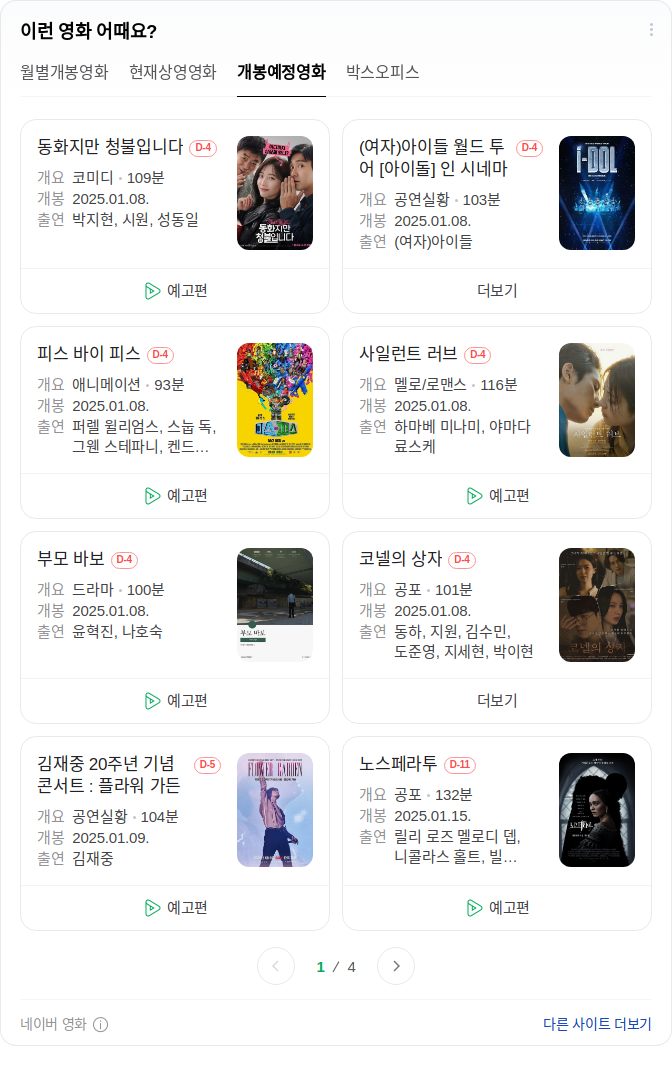 이런 영화 어때요?
월별개봉영화 현재상영영화 개봉예정영화 박스오피스
동화지만 청불입니다 D-4
개요 코미디 • 109분
개봉 2025.01.08.
출연 박지현, 시원, 성동일
동화지만
청불입니다
예고편
(여자)아이들 월드 투 D-4
어 [아이돌] 인 시네마
개요 공연실황 • 103분
개봉 2025.01.08.
출연 (여자)아이들
i-DOL
더보기
피스 바이 피스 D-4
개요 애니메이션 • 93분
개봉 2025.01.08.
출연 퍼렐 윌리엄스, 스눕 독,
그웬 스테파니, 켄드...
예고편
사일런트 러브 D-4
개요 멜로/로맨스 • 116분
개봉 2025.01.08.
출연 하마베 미나미, 야마다
료스케
사일런트 러브
예고편
부모 바보 D-4
개요 드라마 • 100분
개봉 2025.01.08.
출연 윤혁진, 나호숙
부모 바보
예고편
코넬의 상자 D-4
개요 공포 • 101분
개봉 2025.01.08.
출연 동하, 지원, 김수민,
도준영, 지세현, 박이현
코넬의 상자
더보기
김재중 20주년 기념 D-5
콘서트 : 플라워 가든
개요 공연실황 • 104분
개봉 2025.01.09.
출연 김재중
FLOWER GARDEN
예고편
노스페라투 D-11
개요 공포 • 132분
개봉 2025.01.15.
출연 릴리 로즈 멜로디 뎁,
니콜라스 홀트, 빌...
예고편
1 / 4
네이버 영화 다른 사이트 더보기